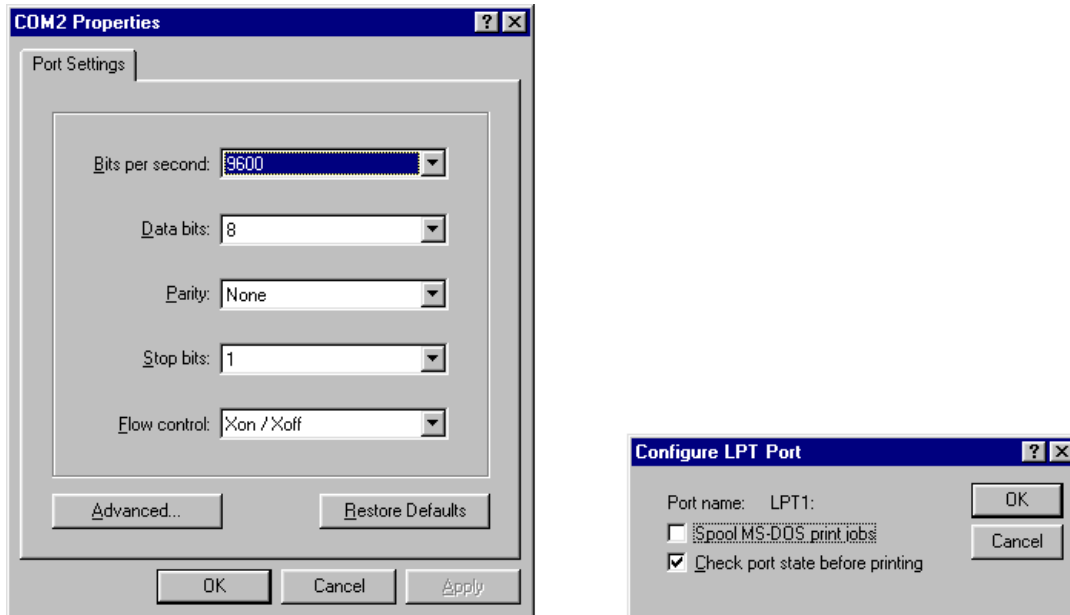 COM2 Properties
Port Settings
Bits per second: 9600
Data bits: 8
Parity: None
Stop bits: 1
Flow control: Xon / Xoff
Advanced...
Restore Defaults
OK
Cancel
Apply
Configure LPT Port
Port name: LPT1:
OK
Spool MS-DOS print jobs
Cancel
Check port state before printing